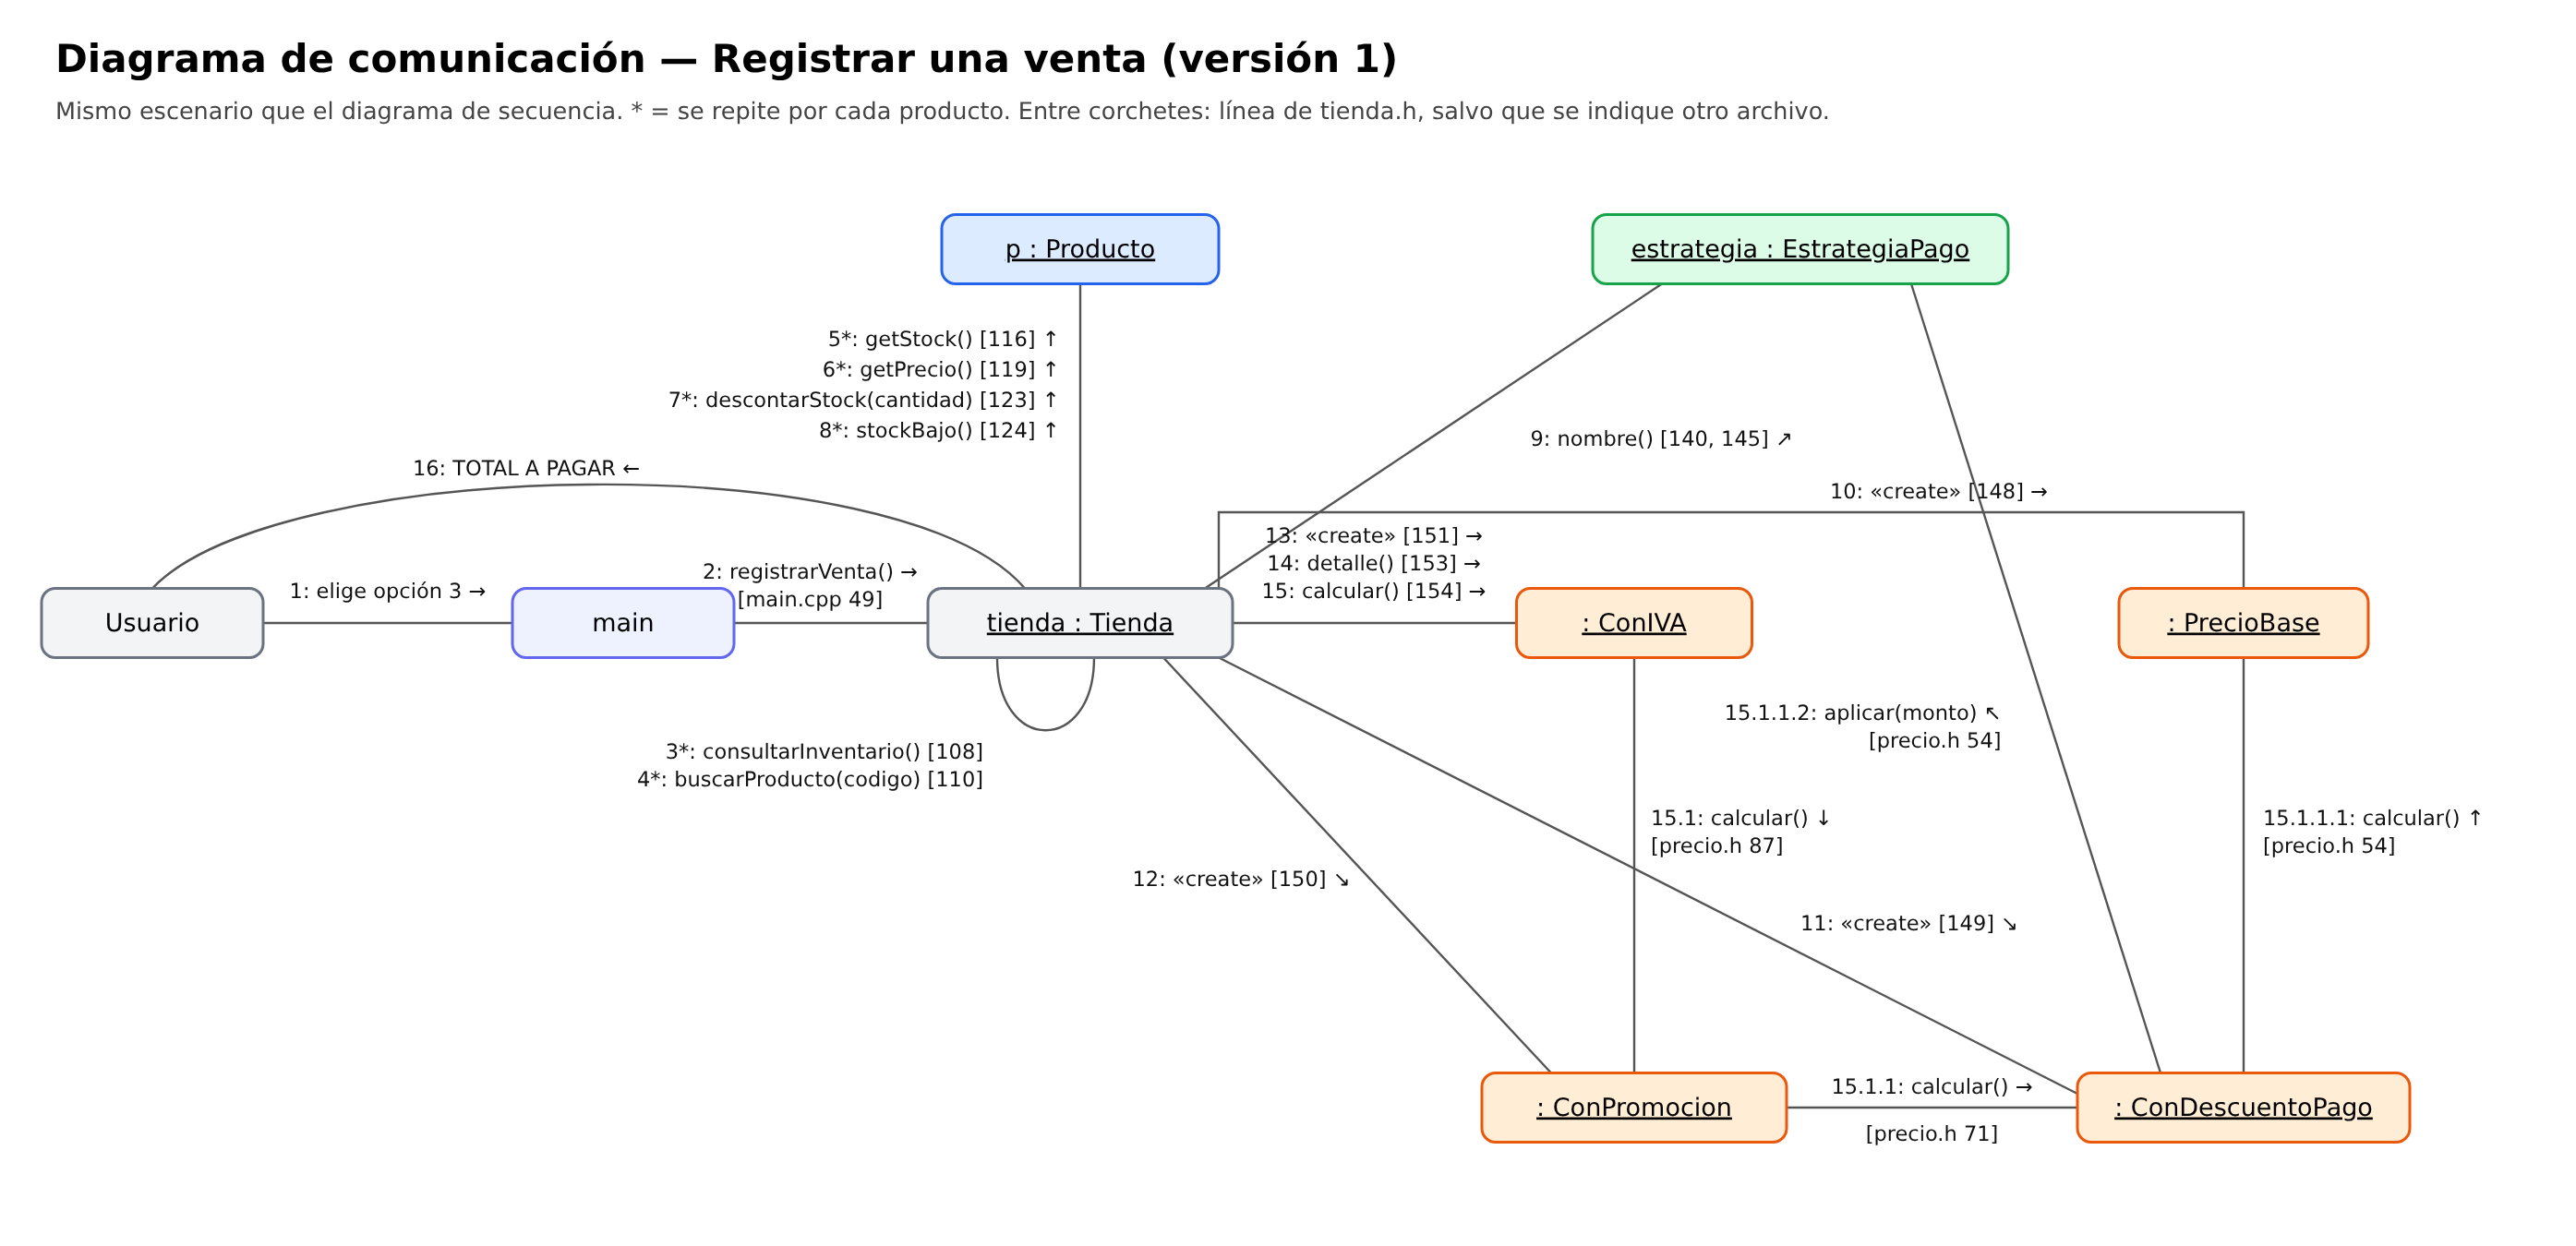 Diagrama de comunicación — Registrar una venta (versión 1)
Mismo escenario que el diagrama de secuencia. * = se repite por cada producto. Entre corchetes: línea de tienda.h, salvo que se indique otro archivo.
p : Producto
estrategia : EstrategiaPago
5*: getStock() [116] ↑
6*: getPrecio() [119] ↑
7*: descontarStock(cantidad) [123] ↑
8*: stockBajo() [124] ↑
9: nombre() [140, 145] ↗
16: TOTAL A PAGAR ←
10: «create» [148] →
13: «create» [151] →
14: detalle() [153] →
15: calcular() [154] →
1: elige opción 3 →
2: registrarVenta() →
[main.cpp 49]
Usuario
main
tienda : Tienda
: ConIVA
: PrecioBase
3*: consultarInventario() [108]
4*: buscarProducto(codigo) [110]
15.1.1.2: aplicar(monto) ↖
[precio.h 54]
15.1: calcular() ↓
[precio.h 87]
15.1.1.1: calcular() ↑
[precio.h 54]
12: «create» [150] ↘
11: «create» [149] ↘
: ConPromocion
15.1.1: calcular() →
[precio.h 71]
: ConDescuentoPago